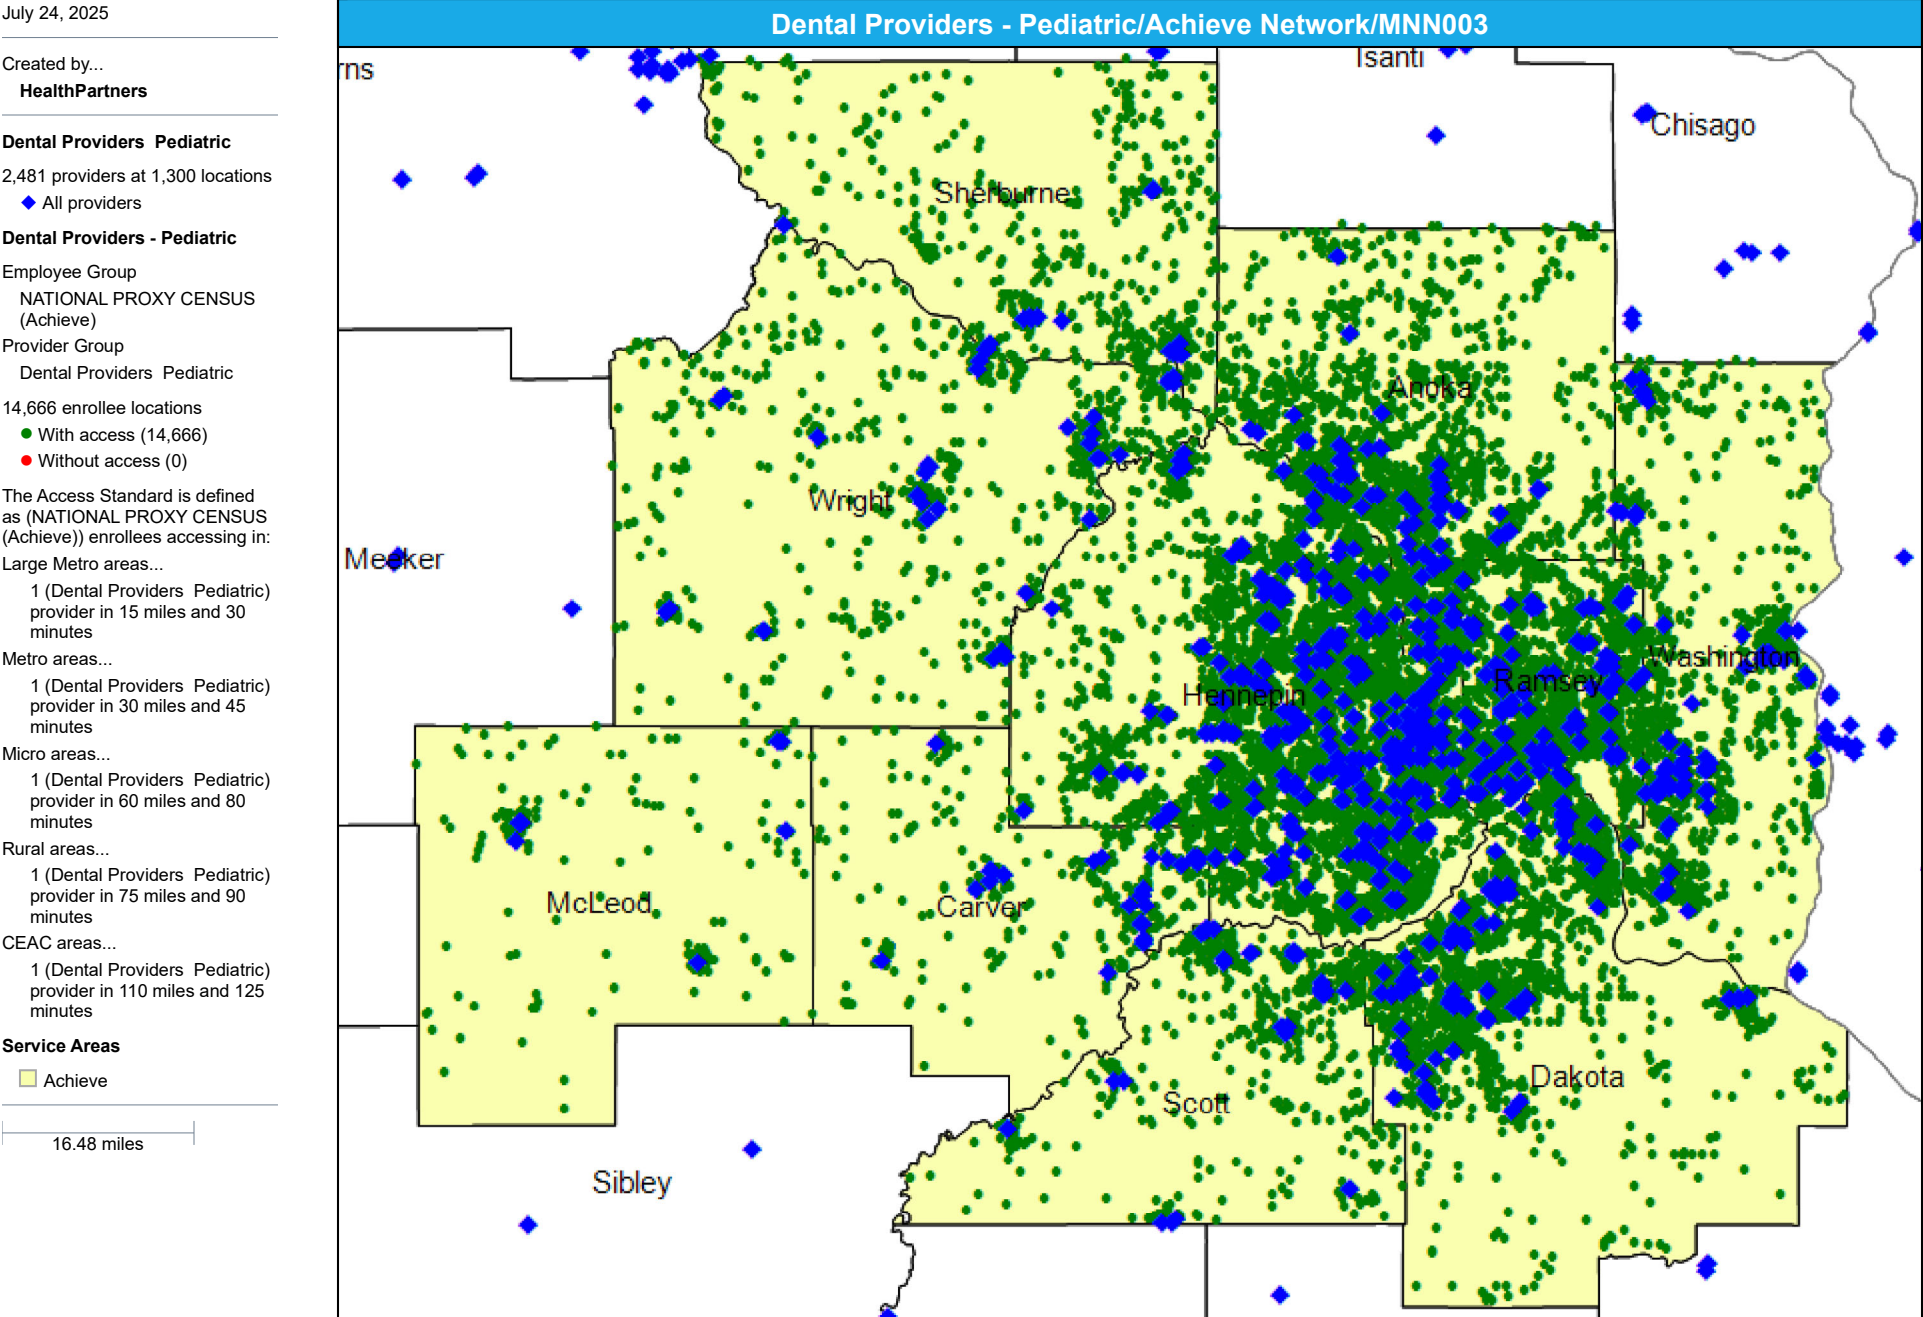 July 24, 2025
Created by...
HealthPartners
Dental Providers  Pediatric
2,481 providers at 1,300 locations
All providers
Dental Providers - Pediatric
Employee Group
NATIONAL PROXY CENSUS
(Achieve)
Provider Group
Dental Providers  Pediatric
14,666 enrollee locations
With access (14,666)
Without access (0)
The Access Standard is defined
as (NATIONAL PROXY CENSUS
(Achieve)) enrollees accessing in:
Large Metro areas...
1 (Dental Providers  Pediatric)
provider in 15 miles and 30
minutes
Metro areas...
1 (Dental Providers  Pediatric)
provider in 30 miles and 45
minutes
Micro areas...
1 (Dental Providers  Pediatric)
provider in 60 miles and 80
minutes
Rural areas...
1 (Dental Providers  Pediatric)
provider in 75 miles and 90
minutes
CEAC areas...
1 (Dental Providers  Pediatric)
provider in 110 miles and 125
minutes
Service Areas
Achieve
16.48 miles
Dental Providers - Pediatric/Achieve Network/MNN003
rns
Isanti
Chisago
Sherburne
Anoka
Wright
Meeker
Washington
Ramsey
Hennepin
McLeod
Carver
Dakota
Scott
Sibley